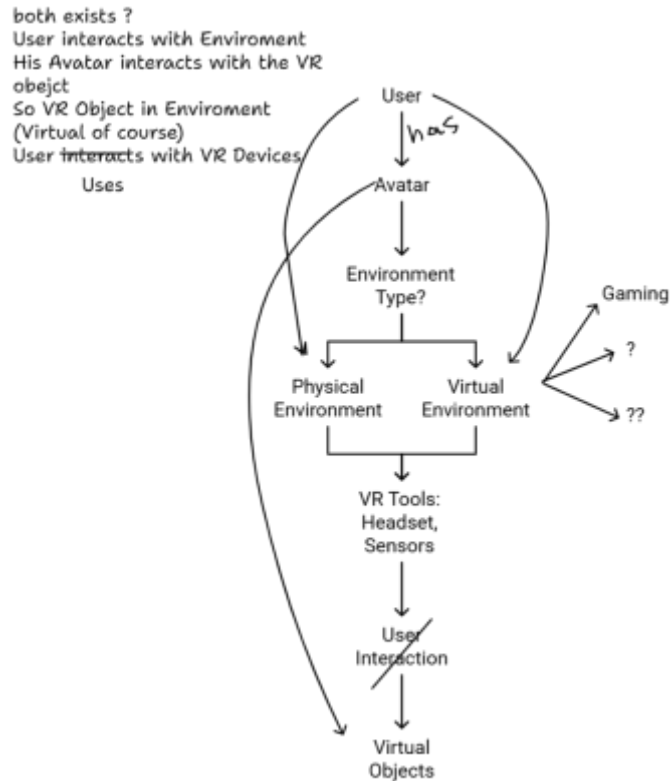 both exists ?
User interacts with Enviroment
His Avatar interacts with the VR
obejct
So VR Object in Enviroment
(Virtual of course)
User interacts with VR Devices
Uses
User
has
Avatar
Environment
Type?
Gaming
?
??
Physical
Environment
Virtual
Environment
VR Tools:
Headset,
Sensors
User
Interaction
Virtual
Objects